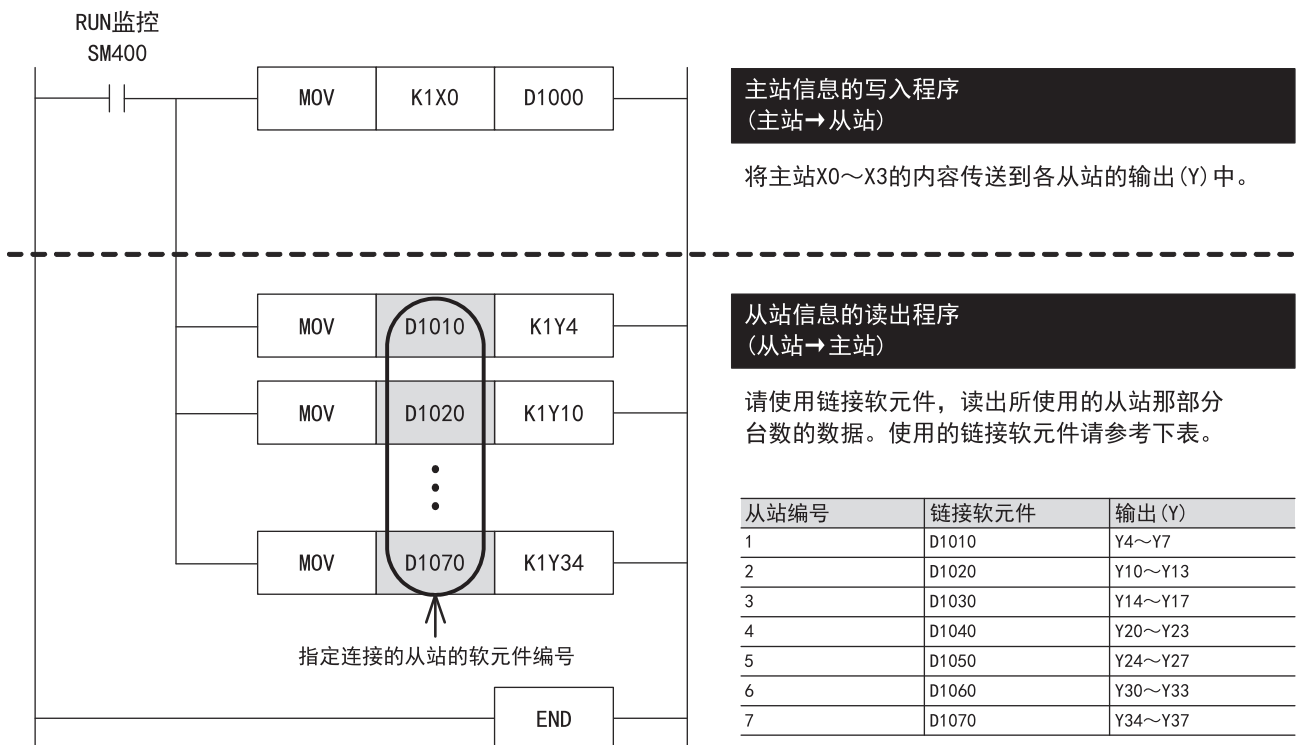 RUN监控
SM400
MOV K1X0 D1000
主站信息的写入程序
(主站➞从站)
将主站X0～X3的内容传送到各从站的输出(Y)中。
MOV D1010 K1Y4
MOV D1020 K1Y10
MOV D1070 K1Y34
指定连接的从站的软元件编号
END
从站信息的读出程序
(从站➞主站)
请使用链接软元件，读出所使用的从站那部分
台数的数据。使用的链接软元件请参考下表。
从站编号 链接软元件 输出(Y)
1 D1010 Y4～Y7
2 D1020 Y10～Y13
3 D1030 Y14～Y17
4 D1040 Y20～Y23
5 D1050 Y24～Y27
6 D1060 Y30～Y33
7 D1070 Y34～Y37